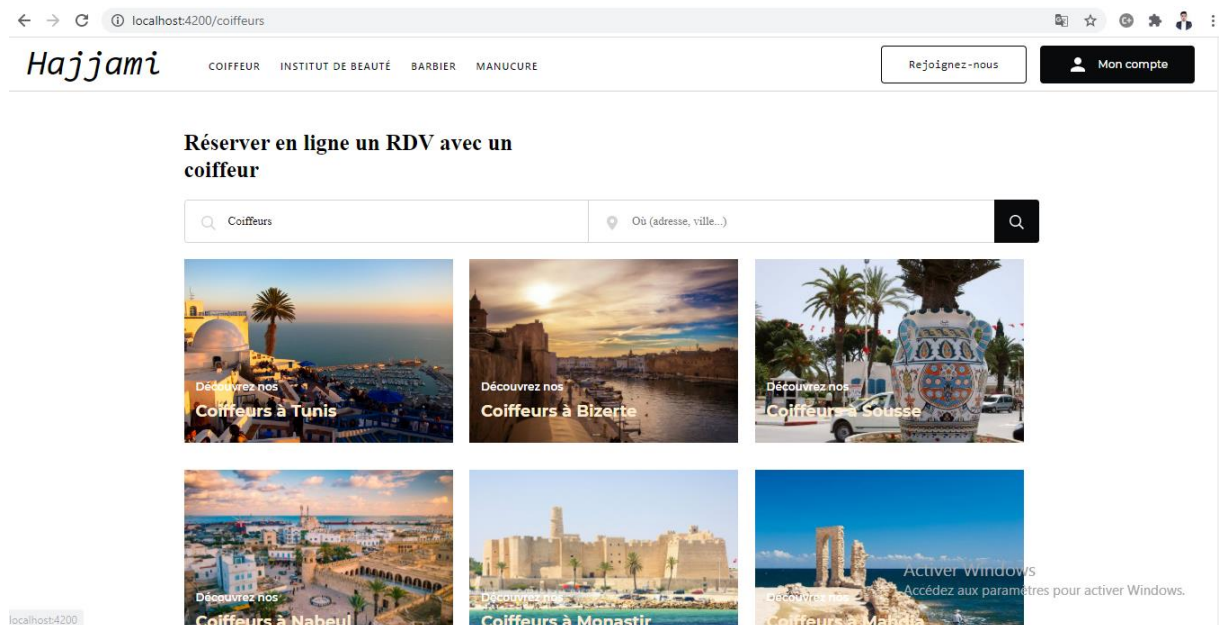 localhost:4200/coiffeurs
Hajjami
COIFFEUR INSTITUT DE BEAUTÉ BARBIER MANUCURE
Rejoignez-nous
Mon compte
Réserver en ligne un RDV avec un
coiffeur
Coiffeurs
Où (adresse, ville...)
Découvrez nos
Coiffeurs à Tunis
Découvrez nos
Coiffeurs à Bizerte
Découvrez nos
Coiffeurs à Sousse
Découvrez nos
Coiffeurs à Nabeul
Découvrez nos
Coiffeurs à Monastir
Découvrez nos
Coiffeurs à Mahdia
Activer Windows
Accédez aux paramètres pour activer Windows.
localhost:4200